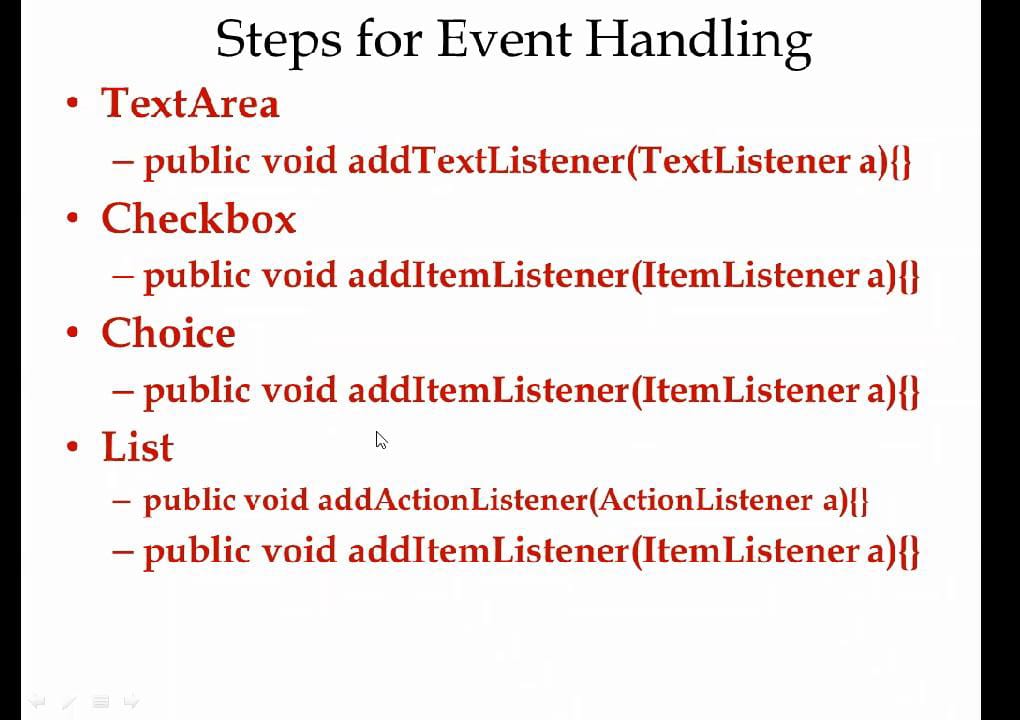 Steps for Event Handling
• TextArea
– public void addTextListener(TextListener a){}
• Checkbox
– public void addItemListener(ItemListener a){}
• Choice
– public void addItemListener(ItemListener a){}
• List
– public void addActionListener(ActionListener a){}
– public void addItemListener(ItemListener a){}